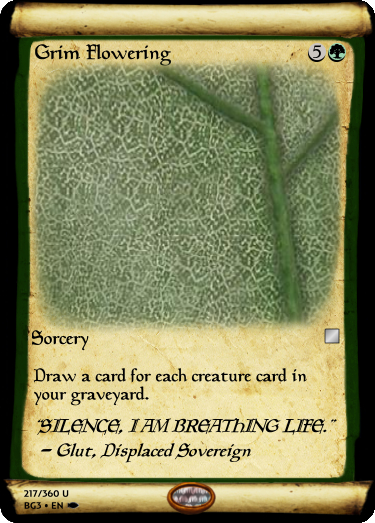 Grim Flowering 5
Sorcery
Draw a card for each creature card in
your graveyard.
"SILENCE, I AM BREATHING LIFE."
– Glut, Displaced Sovereign
217/360 U
BG3 • EN